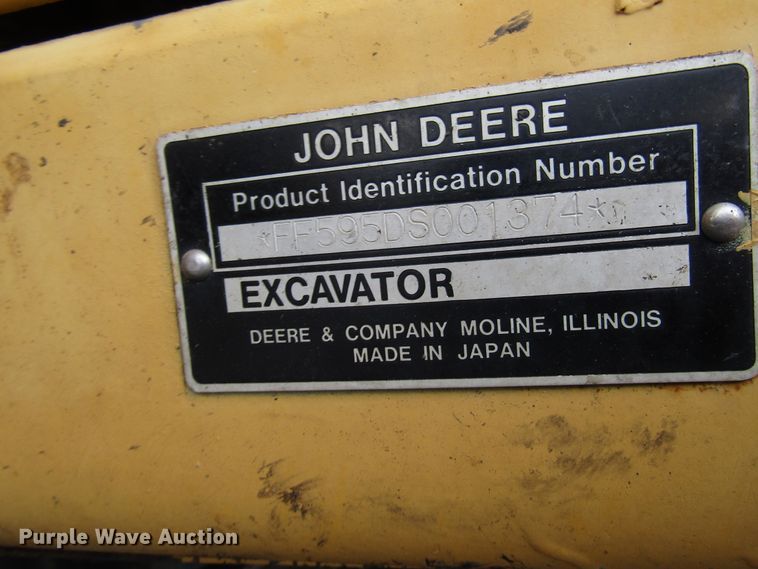 JOHN DEERE
Product Identification Number
*FF595DS001374*
EXCAVATOR
DEERE & COMPANY MOLINE, ILLINOIS
MADE IN JAPAN
Purple Wave Auction®